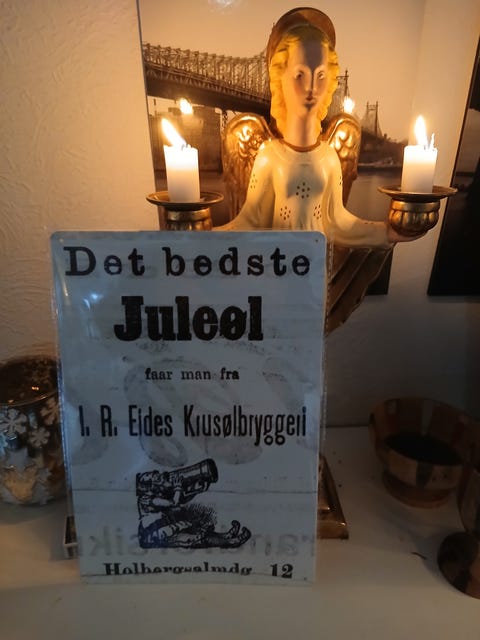 Det bedste
Juleøl
faar man fra
I. R. Eides Krusølbryggeri
Holbergsalmdg. 12